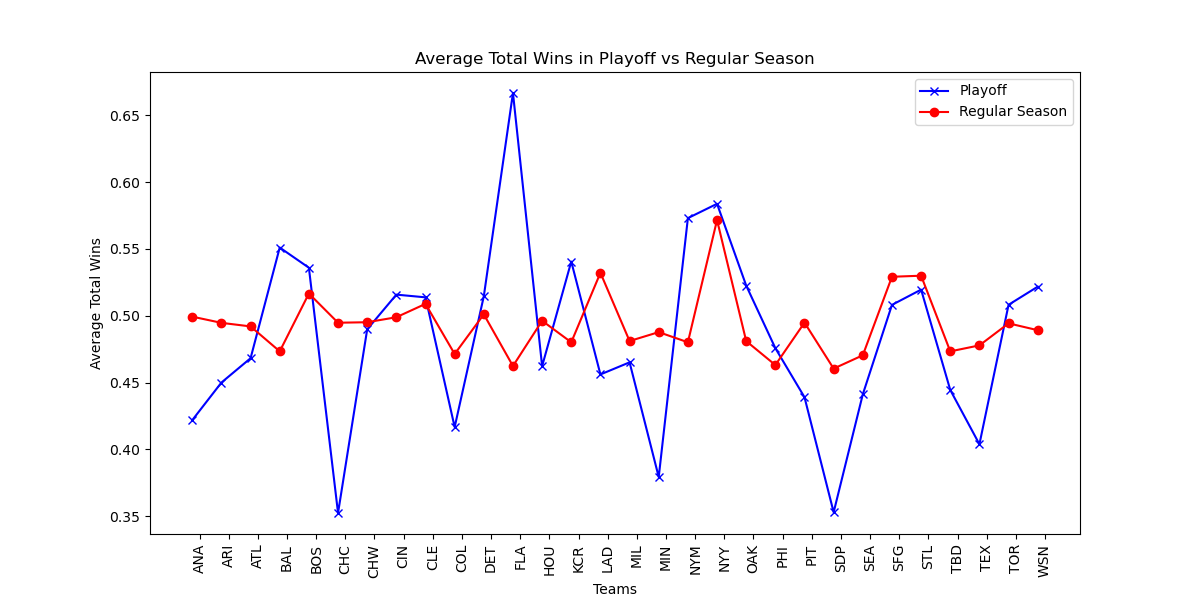 Average Total Wins in Playoff vs Regular Season
Playoff
Regular Season
Average Total Wins
0.65
0.60
0.55
0.50
0.45
0.40
0.35
ANA
ARI
ATL
BAL
BOS
CHC
CHW
CIN
CLE
COL
DET
FLA
HOU
KCR
LAD
MIL
MIN
NYM
NYY
OAK
PHI
PIT
SDP
SEA
SFG
STL
TBD
TEX
TOR
WSN
Teams